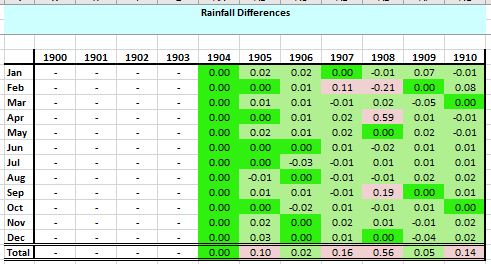 Rainfall Differences
1900 1901 1902 1903 1904 1905 1906 1907 1908 1909 1910
Jan - - - - 0.00 0.02 0.02 0.00 -0.01 0.07 -0.01
Feb - - - - 0.00 0.00 0.01 0.11 -0.21 0.00 0.08
Mar - - - - 0.00 0.01 0.01 -0.01 0.02 -0.05 0.00
Apr - - - - 0.00 0.00 0.01 0.02 0.59 0.01 -0.01
May - - - - 0.00 0.02 0.01 0.02 0.00 0.02 -0.01
Jun - - - - 0.00 0.00 0.00 0.01 -0.02 0.01 0.01
Jul - - - - 0.00 0.00 -0.03 -0.01 0.01 0.01 0.01
Aug - - - - 0.00 -0.01 0.00 -0.01 -0.01 0.02 0.02
Sep - - - - 0.00 0.01 0.01 -0.01 0.19 0.00 0.01
Oct - - - - 0.00 0.00 -0.02 0.01 -0.01 0.01 0.00
Nov - - - - 0.00 0.02 0.00 0.02 0.01 -0.01 0.02
Dec - - - - 0.00 0.03 0.00 0.01 0.00 -0.04 0.02
Total - - - - 0.00 0.10 0.02 0.16 0.56 0.05 0.14